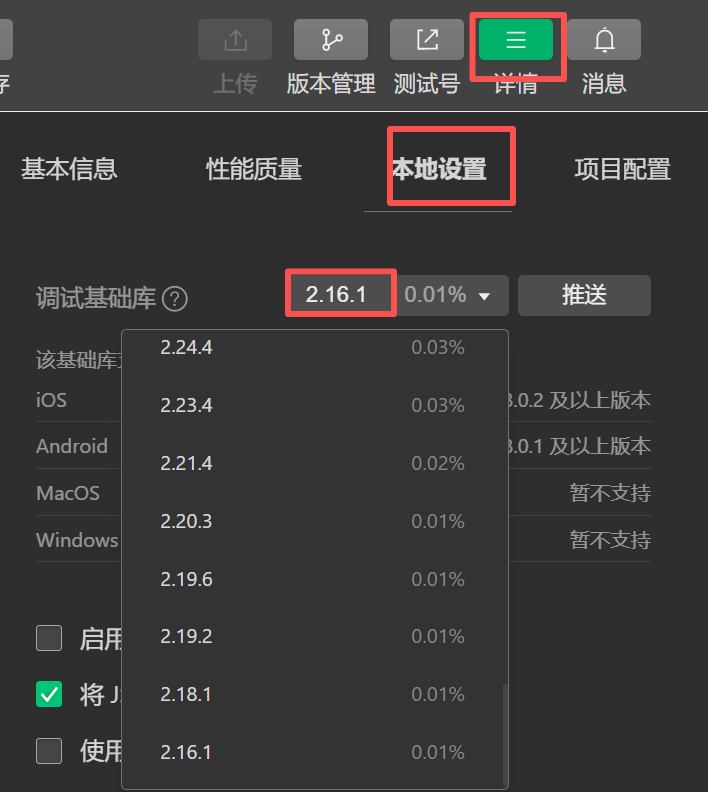 上传 版本管理 测试号 详情 消息
基本信息 性能质量 本地设置 项目配置
调试基础库 ? 2.16.1 0.01% 推送
该基础库
iOS .0.2 及以上版本
Android .0.1 及以上版本
MacOS 暂不支持
Windows 暂不支持
2.24.4 0.03%
2.23.4 0.03%
2.21.4 0.02%
2.20.3 0.01%
2.19.6 0.01%
2.19.2 0.01%
2.18.1 0.01%
2.16.1 0.01%
启用
将 J
使用